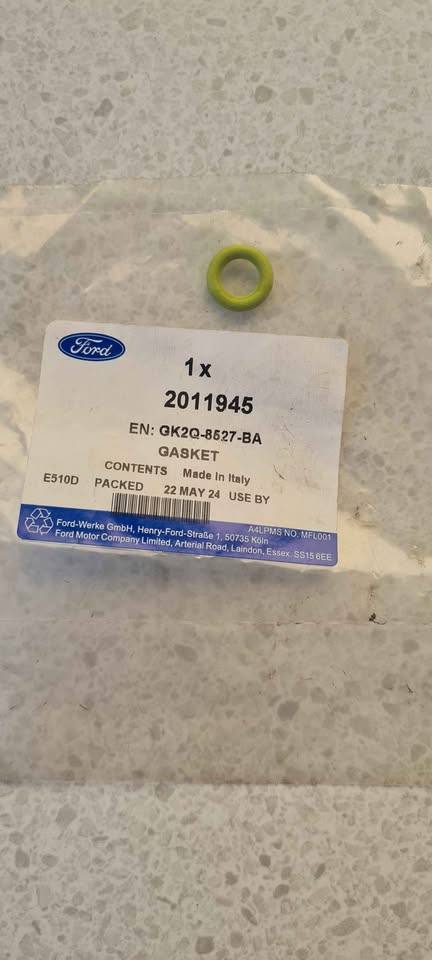 Ford
1x
2011945
EN: GK2Q-8527-BA
GASKET
CONTENTS Made In Italy
E510D PACKED 22 MAY 24 USE BY
A4LPMS NO. MFL001
Ford-Werke GmbH, Henry-Ford-Straße 1, 50735 Köln
Ford Motor Company Limited, Arterial Road, Laindon, Essex. SS15 6EE